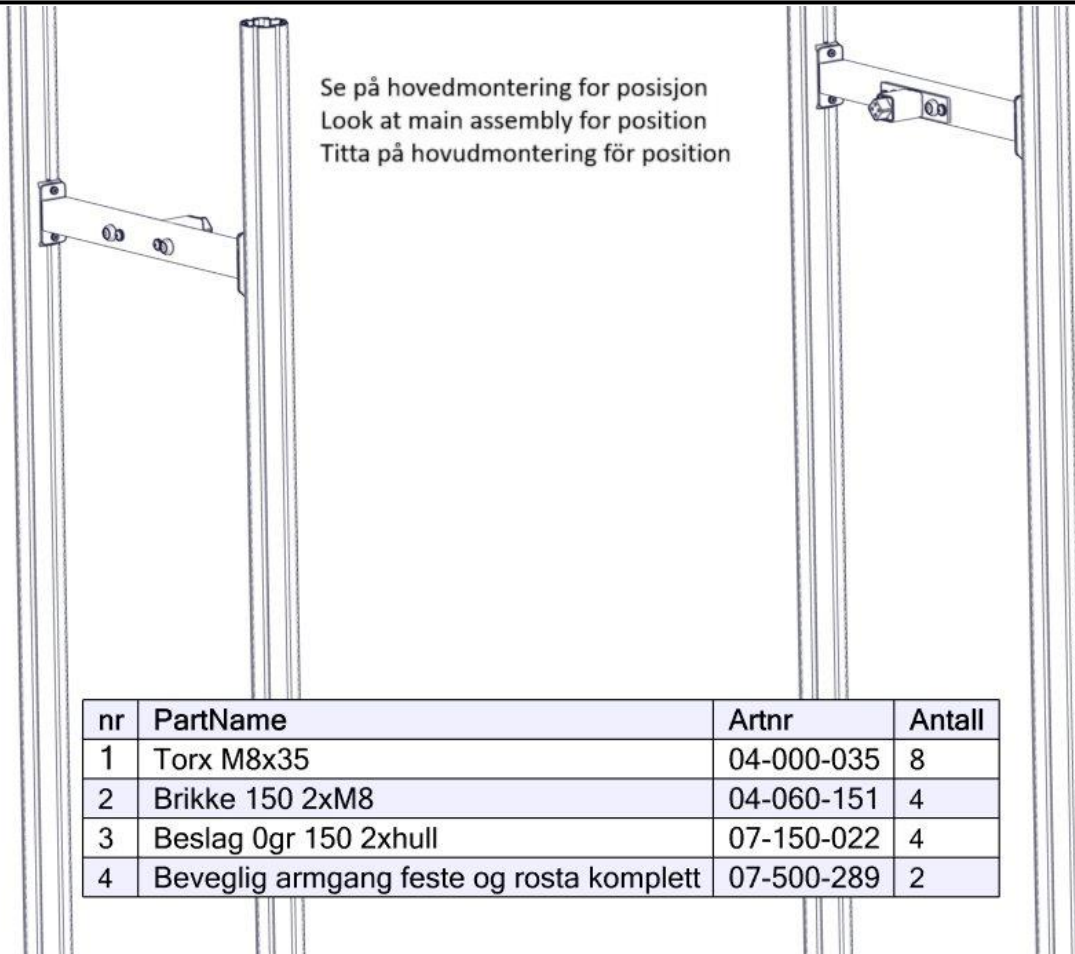 Se på hovedmontering for posisjon
Look at main assembly for position
Titta på hovudmontering för position
nr PartName Artnr Antall
1 Torx M8x35 04-000-035 8
2 Brikke 150 2xM8 04-060-151 4
3 Beslag 0gr 150 2xhull 07-150-022 4
4 Beveglig armgang feste og rosta komplett 07-500-289 2